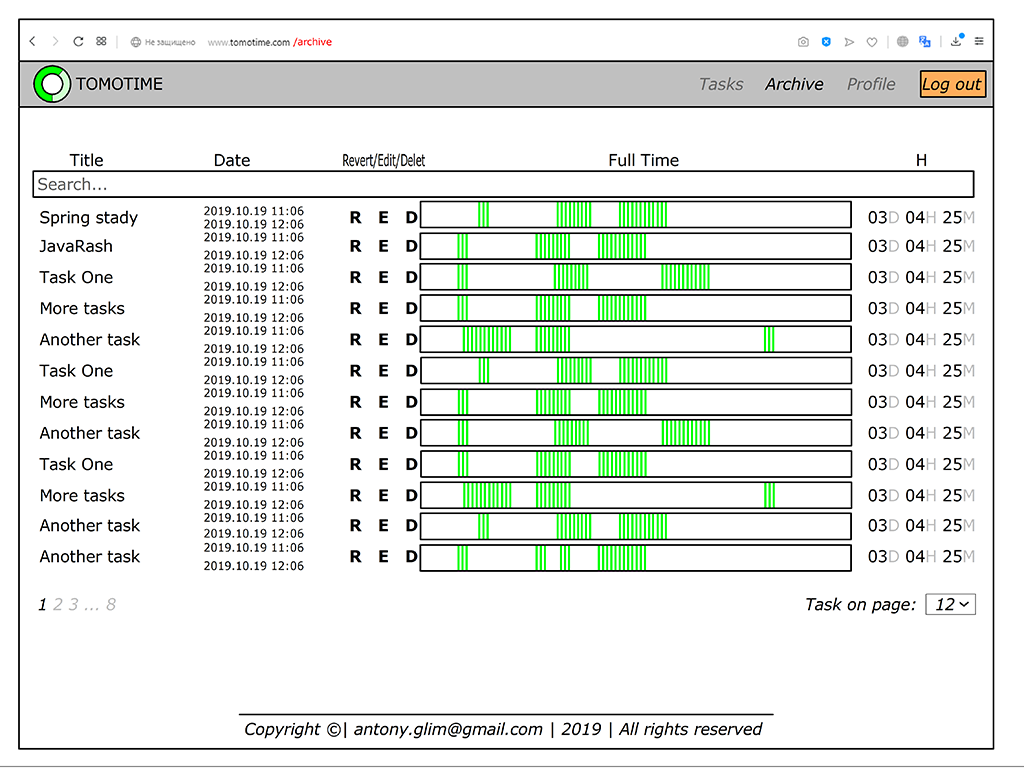 Не защищено www.tomotime.com /archive
TOMOTIME Tasks Archive Profile Log out
Title Date Revert/Edit/Delet Full Time H
Search...
2019.10.19 11:06
Spring stady R E D 03D 04H 25M
2019.10.19 12:06
2019.10.19 11:06
JavaRash R E D 03D 04H 25M
2019.10.19 12:06
2019.10.19 11:06
Task One R E D 03D 04H 25M
2019.10.19 12:06
2019.10.19 11:06
More tasks R E D 03D 04H 25M
2019.10.19 12:06
2019.10.19 11:06
Another task R E D 03D 04H 25M
2019.10.19 12:06
2019.10.19 11:06
Task One R E D 03D 04H 25M
2019.10.19 12:06
2019.10.19 11:06
More tasks R E D 03D 04H 25M
2019.10.19 12:06
2019.10.19 11:06
Another task R E D 03D 04H 25M
2019.10.19 12:06
2019.10.19 11:06
Task One R E D 03D 04H 25M
2019.10.19 12:06
2019.10.19 11:06
More tasks R E D 03D 04H 25M
2019.10.19 12:06
2019.10.19 11:06
Another task R E D 03D 04H 25M
2019.10.19 12:06
2019.10.19 11:06
Another task R E D 03D 04H 25M
2019.10.19 12:06
1 2 3 ... 8 Task on page: 12
Copyright ©| antony.glim@gmail.com | 2019 | All rights reserved